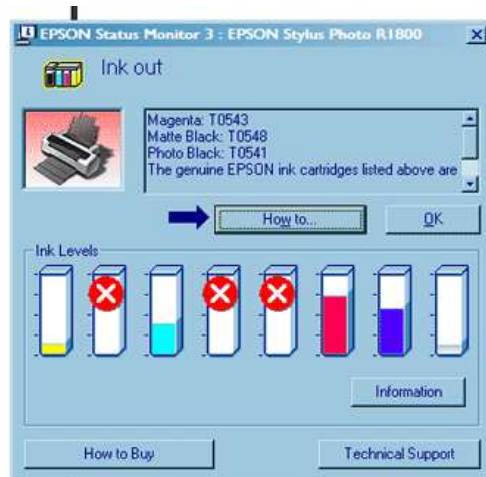 EPSON Status Monitor 3 : EPSON Stylus Photo R1800
Ink out
Magenta: T0543
Matte Black: T0548
Photo Black: T0541
The genuine EPSON ink cartridges listed above are
How to...
OK
Ink Levels
Information
How to Buy
Technical Support